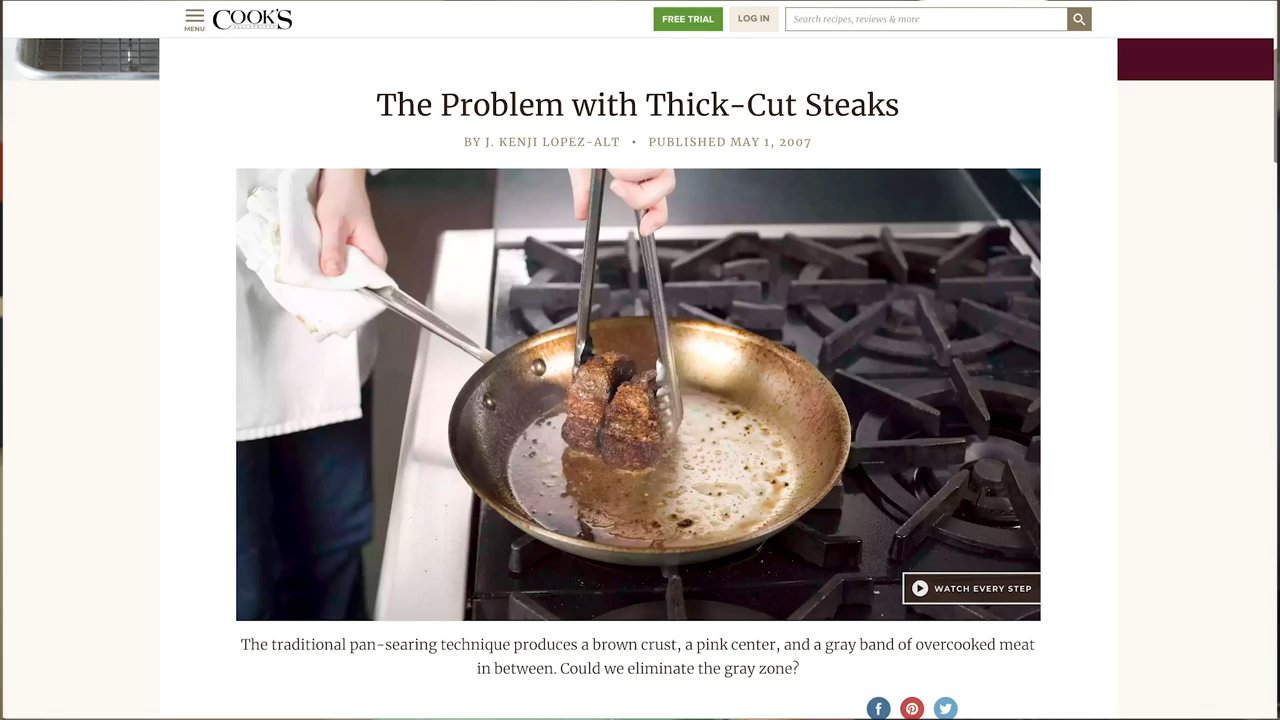 MENU
COOK'S
FREE TRIAL
LOG IN
Search recipes, reviews & more
The Problem with Thick-Cut Steaks
BY J. KENJI LOPEZ-ALT • PUBLISHED MAY 1, 2007
WATCH EVERY STEP
The traditional pan-searing technique produces a brown crust, a pink center, and a gray band of overcooked meat
in between. Could we eliminate the gray zone?